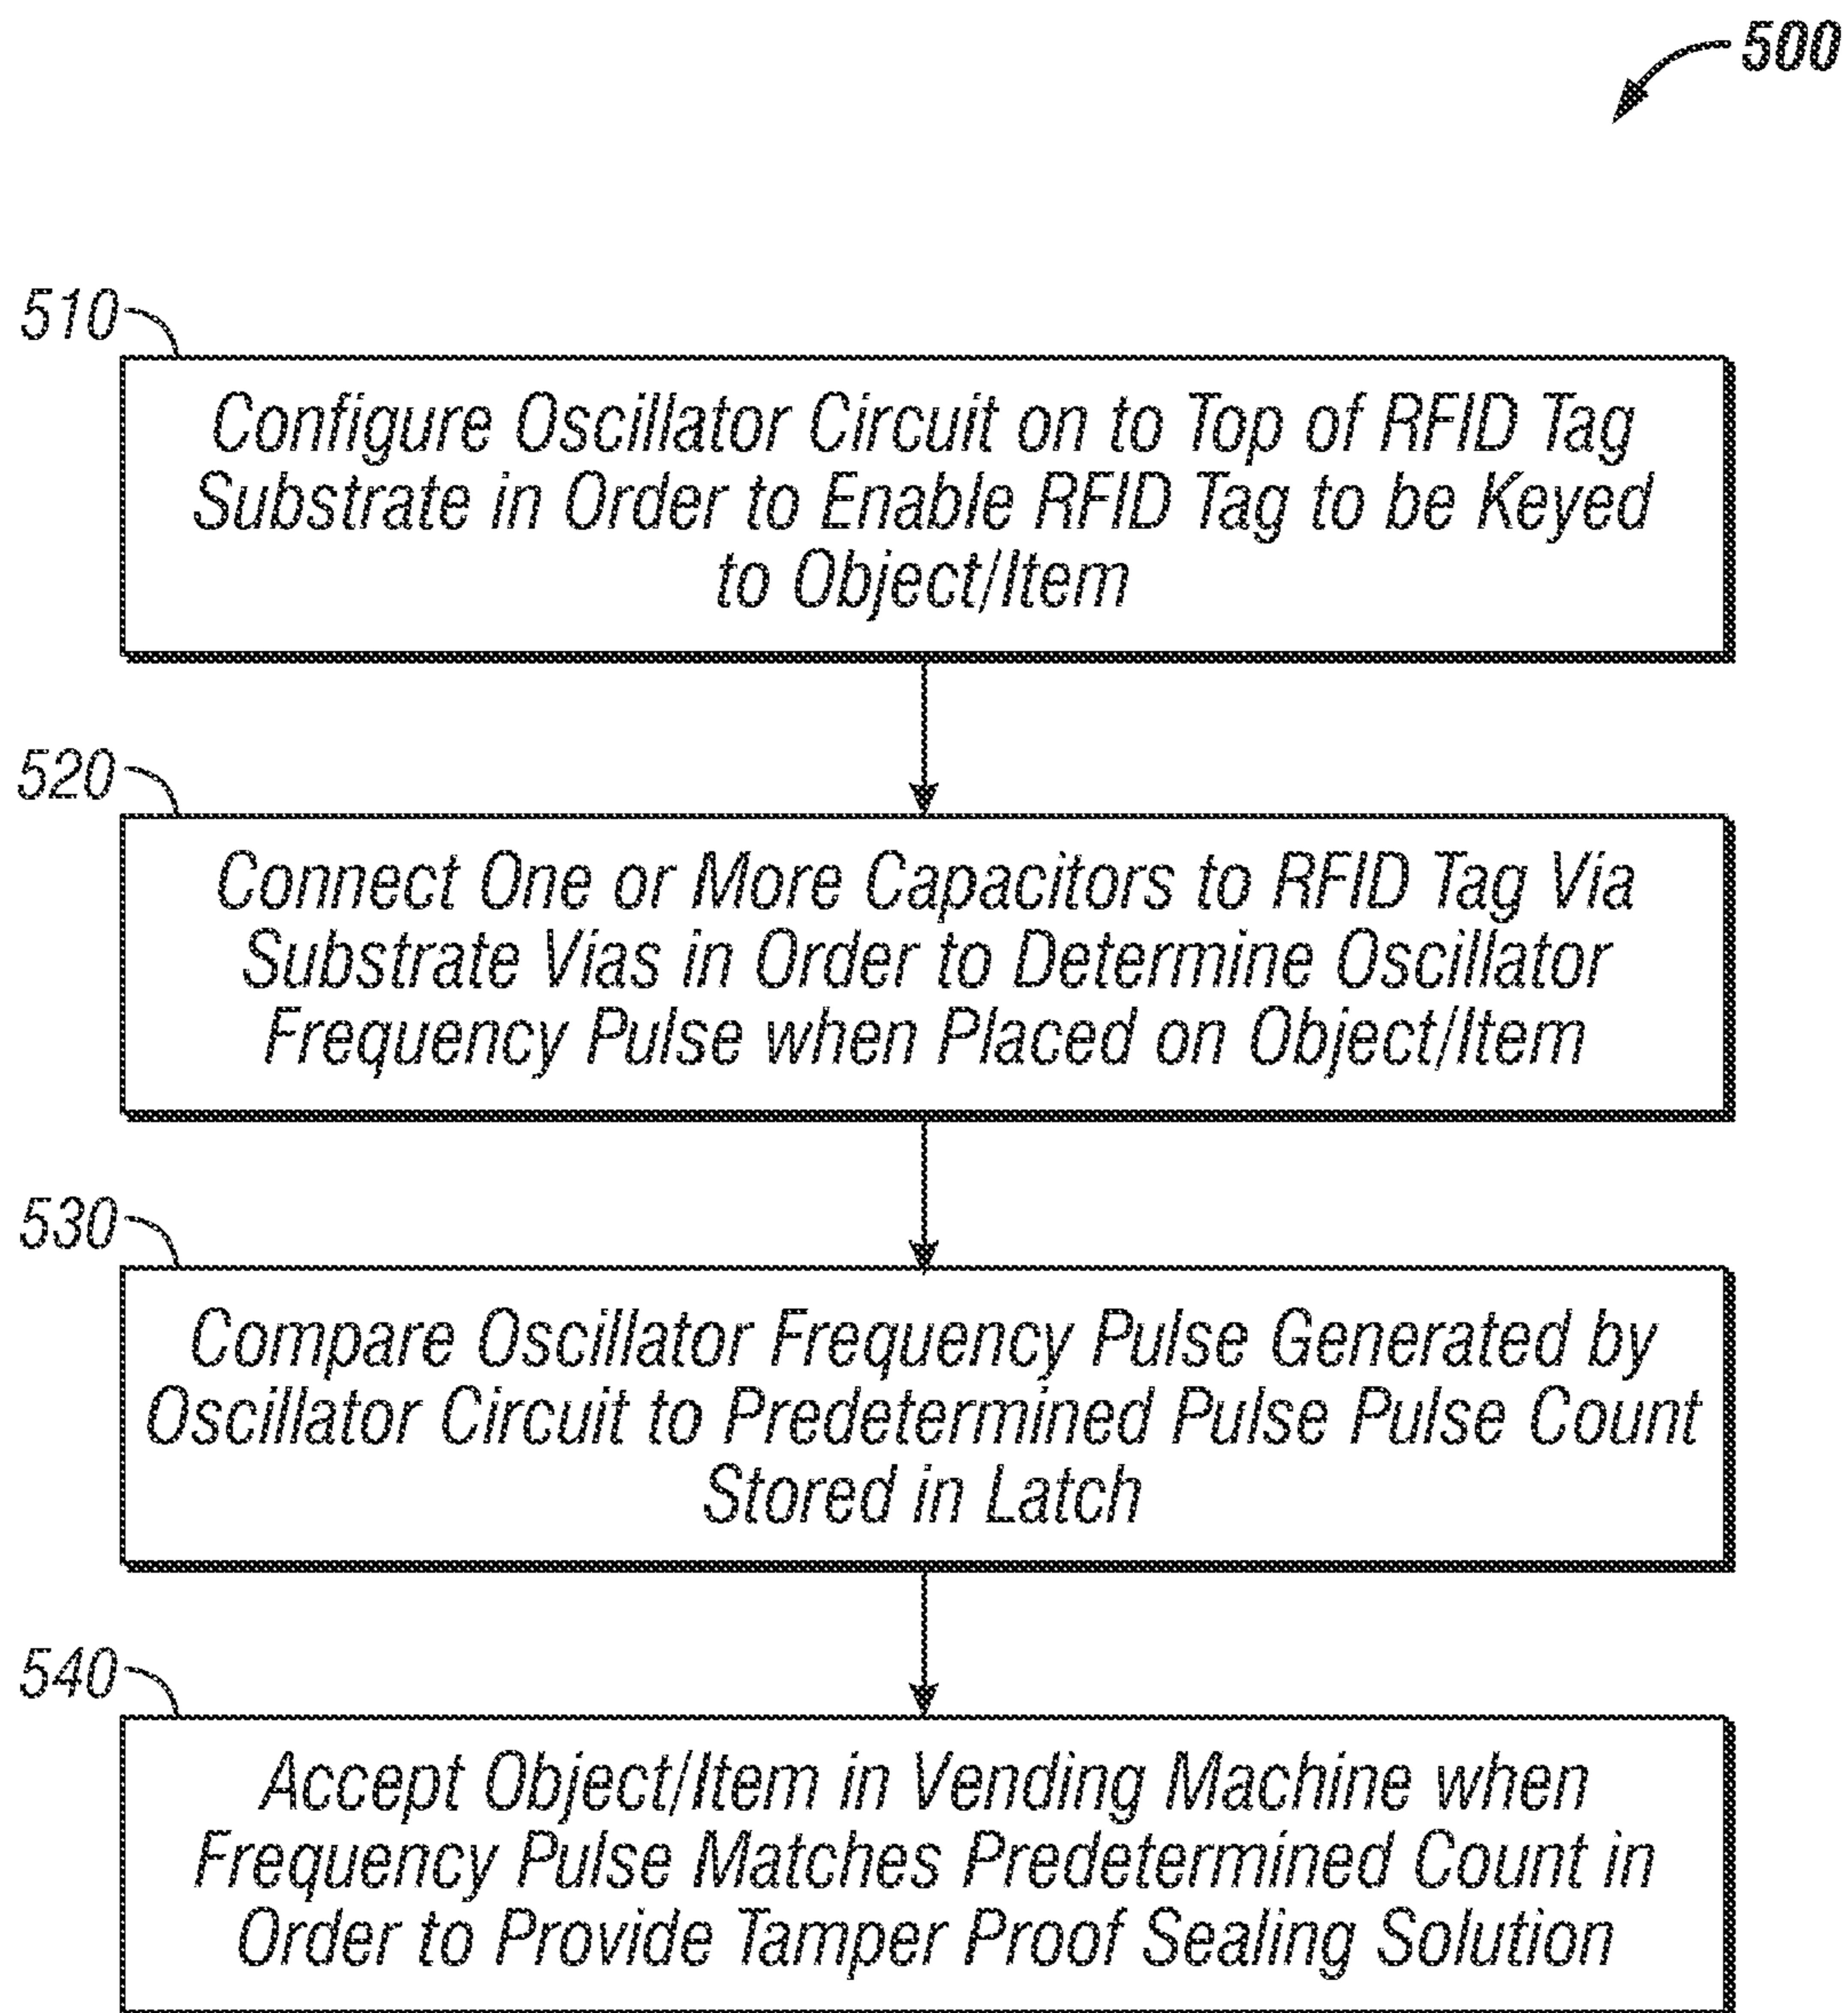 500
510
Configure Oscillator Circuit on to Top of RFID Tag
Substrate in Order to Enable RFID Tag to be Keyed
to Object/Item
520
Connect One or More Capacitors to RFID Tag Via
Substrate Vias in Order to Determine Oscillator
Frequency Pulse when Placed on Object/Item
530
Compare Oscillator Frequency Pulse Generated by
Oscillator Circuit to Predetermined Pulse Pulse Count
Stored in Latch
540
Accept Object/Item in Vending Machine when
Frequency Pulse Matches Predetermined Count in
Order to Provide Tamper Proof Sealing Solution